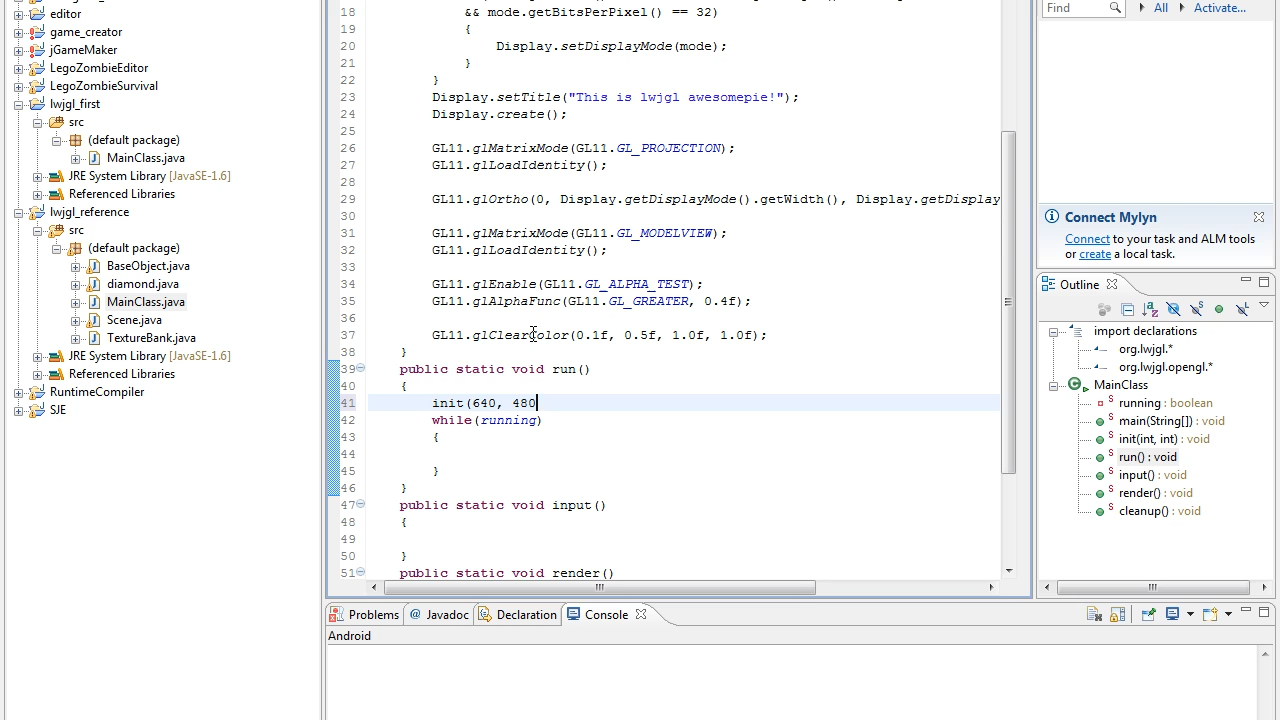 editor
game_creator
jGameMaker
LegoZombieEditor
LegoZombieSurvival
lwjgl_first
src
(default package)
MainClass.java
JRE System Library [JavaSE-1.6]
Referenced Libraries
lwjgl_reference
src
(default package)
BaseObject.java
diamond.java
MainClass.java
Scene.java
TextureBank.java
JRE System Library [JavaSE-1.6]
Referenced Libraries
RuntimeCompiler
SJE
18 && mode.getBitsPerPixel() == 32)
19 {
20 Display.setDisplayMode(mode);
21 }
22 }
23 Display.setTitle("This is lwjgl awesomepie!");
24 Display.create();
25
26 GL11.glMatrixMode(GL11.GL_PROJECTION);
27 GL11.glLoadIdentity();
28
29 GL11.glOrtho(0, Display.getDisplayMode().getWidth(), Display.getDisplay
30
31 GL11.glMatrixMode(GL11.GL_MODELVIEW);
32 GL11.glLoadIdentity();
33
34 GL11.glEnable(GL11.GL_ALPHA_TEST);
35 GL11.glAlphaFunc(GL11.GL_GREATER, 0.4f);
36
37 GL11.glClearColor(0.1f, 0.5f, 1.0f, 1.0f);
38 }
39 public static void run()
40 {
41 init(640, 480
42 while(running)
43 {
44
45 }
46 }
47 public static void input()
48 {
49
50 }
51 public static void render()
Find All Activate...
Connect Mylyn
Connect to your task and ALM tools
or create a local task.
Outline
import declarations
org.lwjgl.*
org.lwjgl.opengl.*
MainClass
running : boolean
main(String[]) : void
init(int, int) : void
run() : void
input() : void
render() : void
cleanup() : void
Problems @ Javadoc Declaration Console
Android